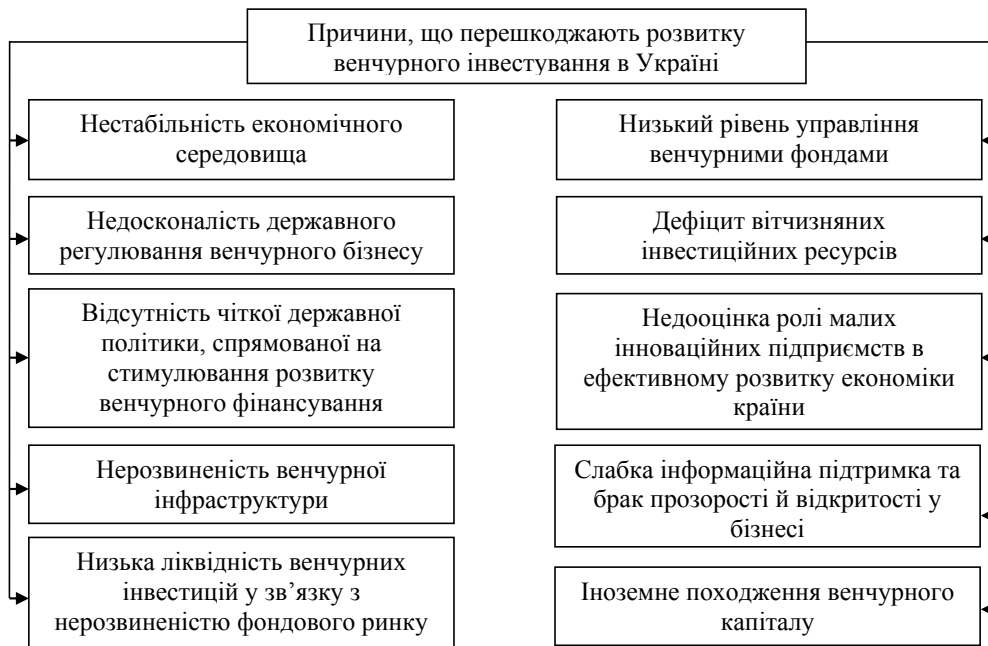 Причини, що перешкоджають розвитку
венчурного інвестування в Україні
Нестабільність економічного
середовища
Недосконалість державного
регулювання венчурного бізнесу
Відсутність чіткої державної
політики, спрямованої на
стимулювання розвитку
венчурного фінансування
Нерозвиненість венчурної
інфраструктури
Низька ліквідність венчурних
інвестицій у зв’язку з
нерозвиненістю фондового ринку
Низький рівень управління
венчурними фондами
Дефіцит вітчизняних
інвестиційних ресурсів
Недооцінка ролі малих
інноваційних підприємств в
ефективному розвитку економіки
країни
Слабка інформаційна підтримка та
брак прозорості й відкритості у
бізнесі
Іноземне походження венчурного
капіталу